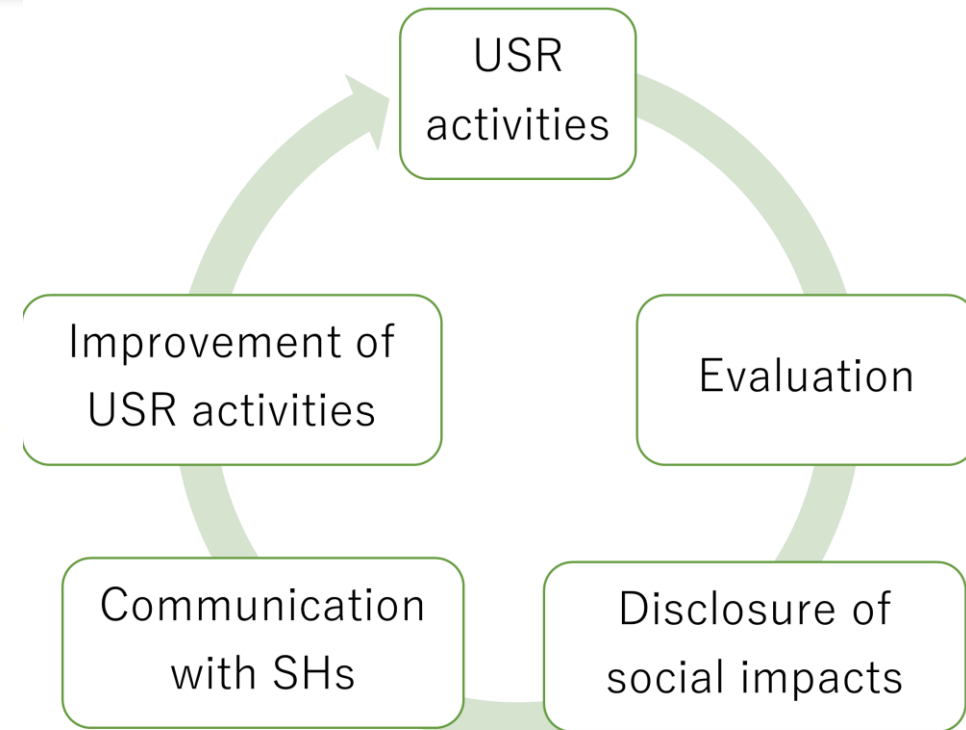 USR
activities
Evaluation
Disclosure of
social impacts
Communication
with SHs
Improvement of
USR activities